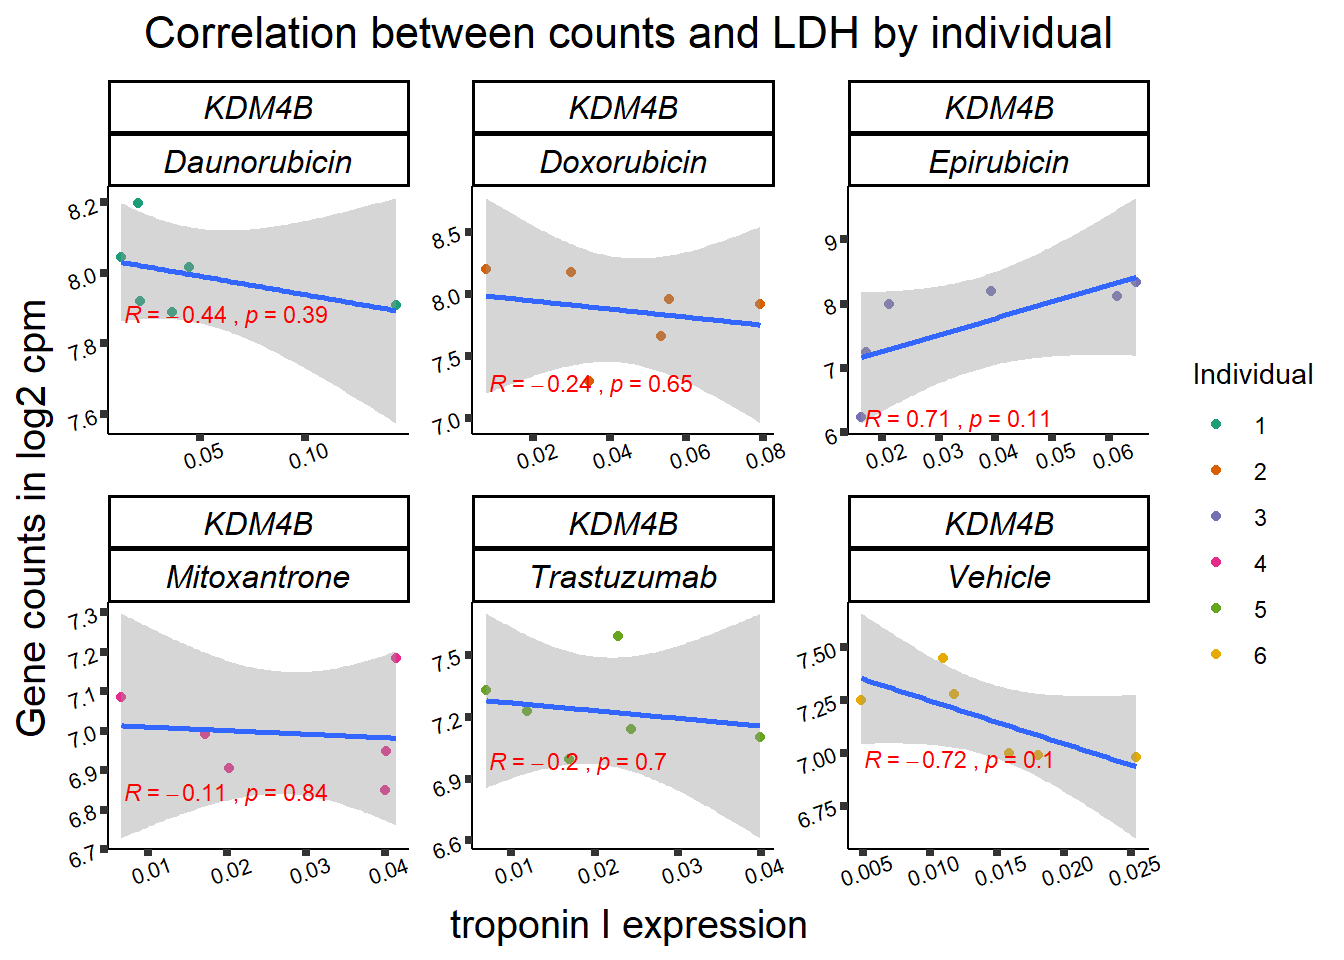 Correlation between counts and LDH by individual
KDM4B
Daunorubicin
8.2
8.0
7.8
7.6
R = −0.44 , p = 0.39
0.05
0.10
KDM4B
Doxorubicin
8.5
8.0
7.5
7.0
R = −0.24 , p = 0.65
0.02
0.04
0.06
0.08
KDM4B
Epirubicin
9
8
7
6
R = 0.71 , p = 0.11
0.02
0.03
0.04
0.05
0.06
KDM4B
Mitoxantrone
7.3
7.2
7.1
7.0
6.9
6.8
6.7
R = −0.11 , p = 0.84
0.01
0.02
0.03
0.04
KDM4B
Trastuzumab
7.5
7.2
6.9
6.6
R = −0.2 , p = 0.7
0.01
0.02
0.03
0.04
KDM4B
Vehicle
7.50
7.25
7.00
6.75
R = −0.72 , p = 0.1
0.005
0.010
0.015
0.020
0.025
Gene counts in log2 cpm
troponin I expression
Individual
1
2
3
4
5
6